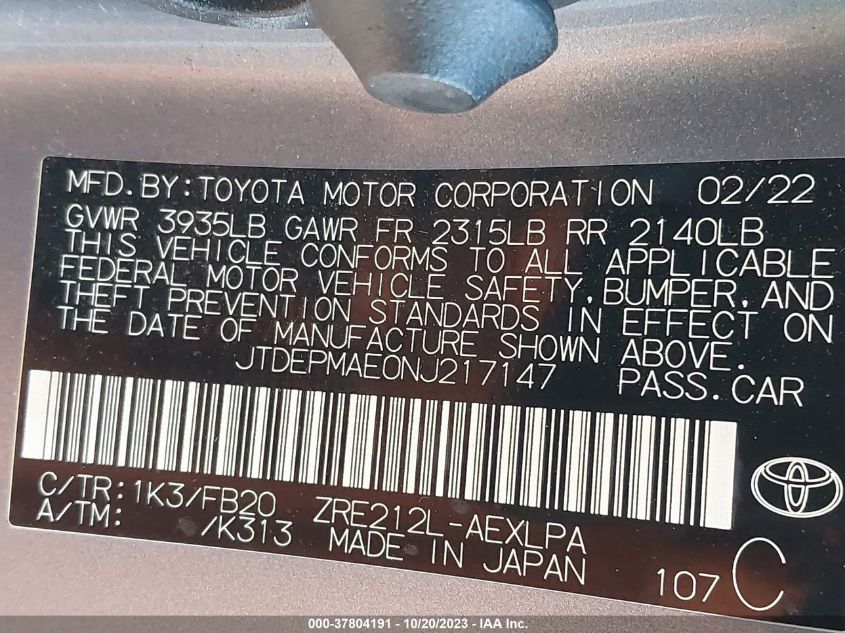 MFD.BY:TOYOTA MOTOR CORPORATION 02/22
GVWR 3935LB GAWR FR 2315LB RR 2140LB
THIS VEHICLE CONFORMS TO ALL APPLICABLE
FEDERAL MOTOR VEHICLE SAFETY,BUMPER,AND
THEFT PREVENTION STANDARDS IN EFFECT ON
THE DATE OF MANUFACTURE SHOWN ABOVE.
JTDEPMAE0NJ217147 PASS.CAR
C/TR:1K3/FB20 ZRE212L-AEXLPA
A/TM: /K313 MADE IN JAPAN 107 C
000-37804191 - 10/20/2023 - IAA Inc.